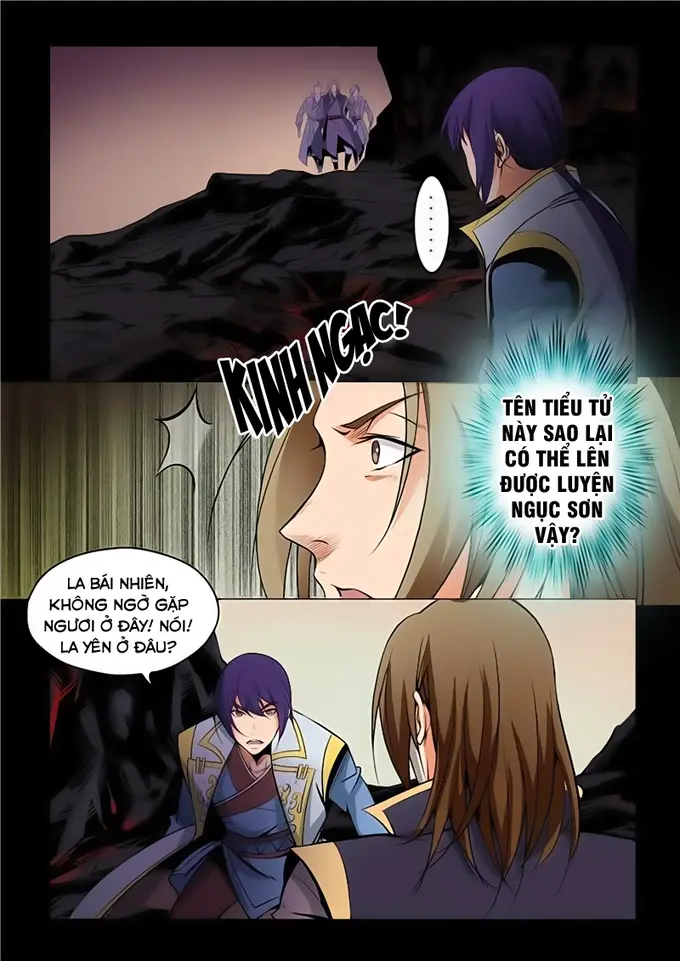 ......
KINH NGẠC!
TÊN TIỂU TỬ
NÀY SAO LẠI
CÓ THỂ LÊN
ĐƯỢC LUYỆN
NGỤC SƠN
VẬY?
LA BÁI NHIÊN,
KHÔNG NGỜ GẶP
NGƯƠI Ở ĐÂY! NÓI!
LA YÊN Ở ĐÂU?